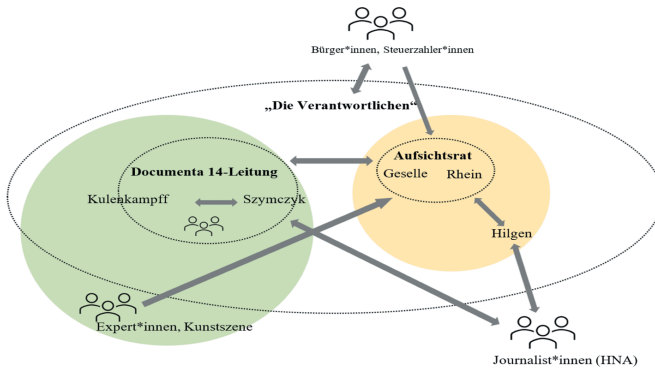 Bürger*innen, Steuerzahler*innen
„Die Verantwortlichen“
Documenta 14-Leitung
Aufsichtsrat
Geselle Rhein
Kulenkampff Szymczyk
Hilgen
Expert*innen, Kunstszene
Journalist*innen (HNA)